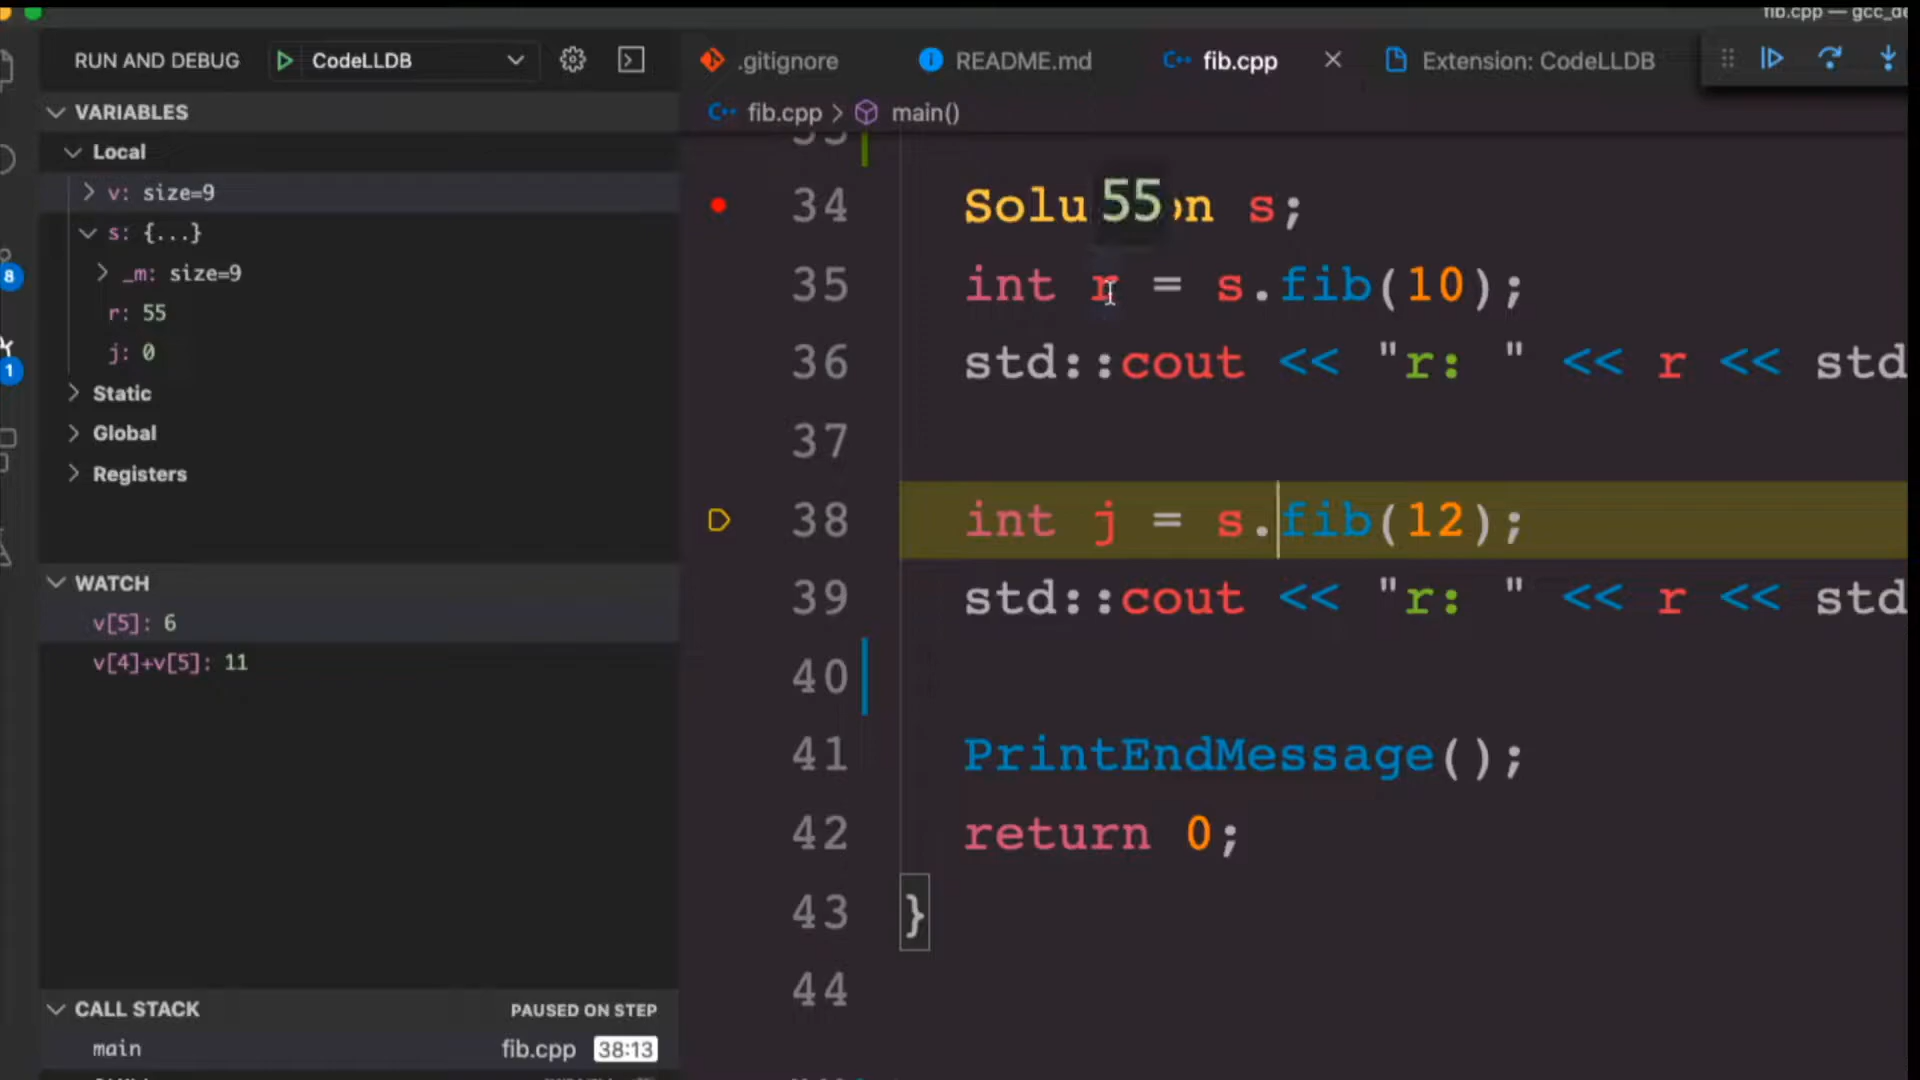 fib.cpp — gcc_de
RUN AND DEBUG
CodeLLDB
.gitignore
README.md
fib.cpp
Extension: CodeLLDB
VARIABLES
fib.cpp > main()
Local
v: size=9
s: {...}
_m: size=9
r: 55
j: 0
Static
Global
Registers
8
1
WATCH
v[5]: 6
v[4]+v[5]: 11
CALL STACK
PAUSED ON STEP
main
fib.cpp
38:13
34 Solu 55 on s;
35 int r = s.fib(10);
36 std::cout << "r: " << r << std
37
38 int j = s.fib(12);
39 std::cout << "r: " << r << std
40
41 PrintEndMessage();
42 return 0;
43 }
44